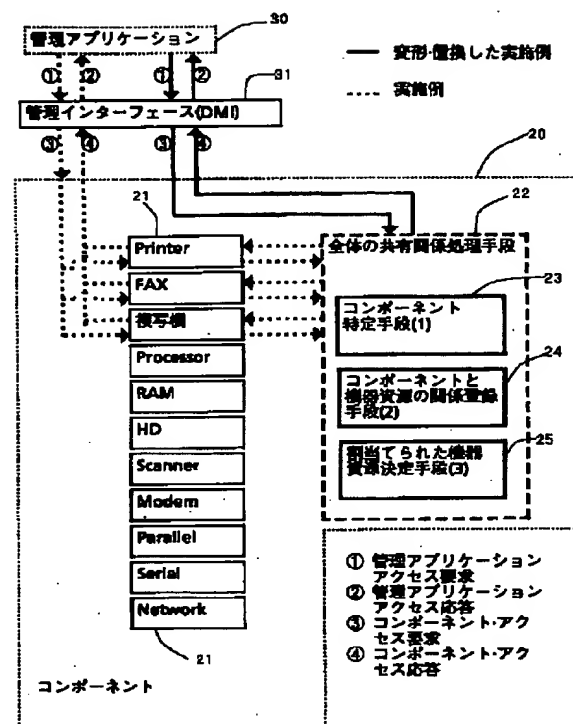 30
管理アプリケーション
① ② ① ②
変形・置換した実施例
実施例
31
管理インターフェース(DMI)
③ ④ ③ ④
20
21
22
Printer
FAX
複写機
Processor
RAM
HD
Scanner
Modem
Parallel
Serial
Network
21
コンポーネント
全体の共有関係処理手段
23
コンポーネント
特定手段(1)
24
コンポーネントと
機器資源の関係登録
手段(2)
25
割当てられた機器
資源決定手段(3)
① 管理アプリケーション
アクセス要求
② 管理アプリケーション
アクセス応答
③ コンポーネント・アク
セス要求
④ コンポーネント・アク
セス応答